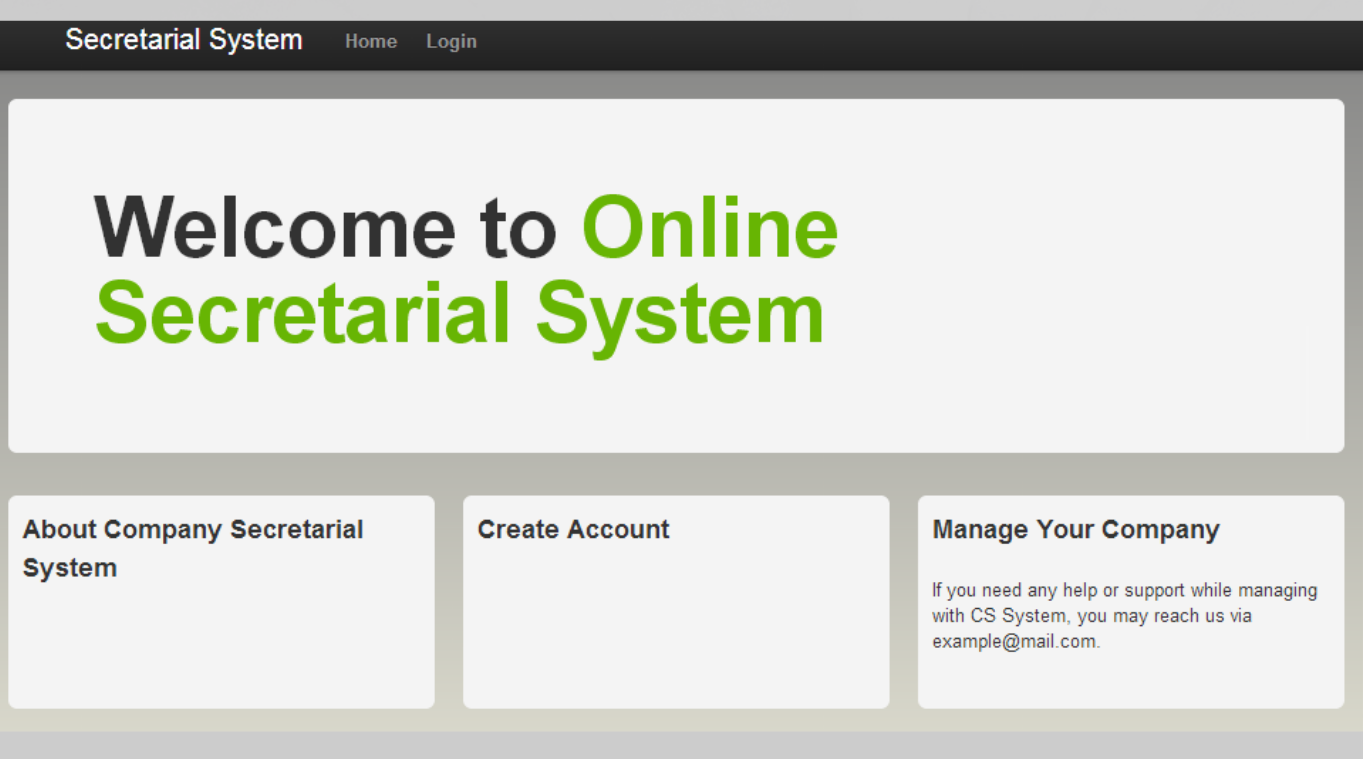 Secretarial System Home Login
Welcome to Online
Secretarial System
About Company Secretarial
System
Create Account
Manage Your Company
If you need any help or support while managing
with CS System, you may reach us via
example@mail.com.